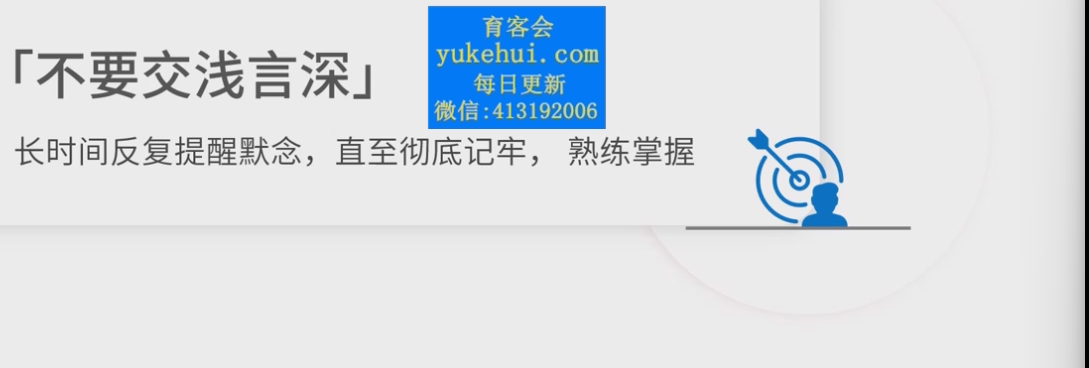 「不要交浅言深」
育客会
yukehui.com
每日更新
微信:413192006
长时间反复提醒默念，直至彻底记牢， 熟练掌握